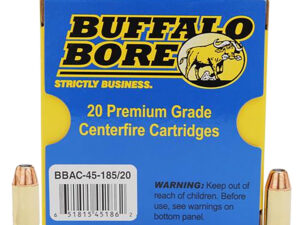 BUFFALO
BORE
STRICTLY BUSINESS.
20 Premium Grade
Centerfire Cartridges
BBAC-45-185/20
6 51815 45186 2
WARNING: Keep out of
reach of children. Before
use, see warnings on
bottom panel.